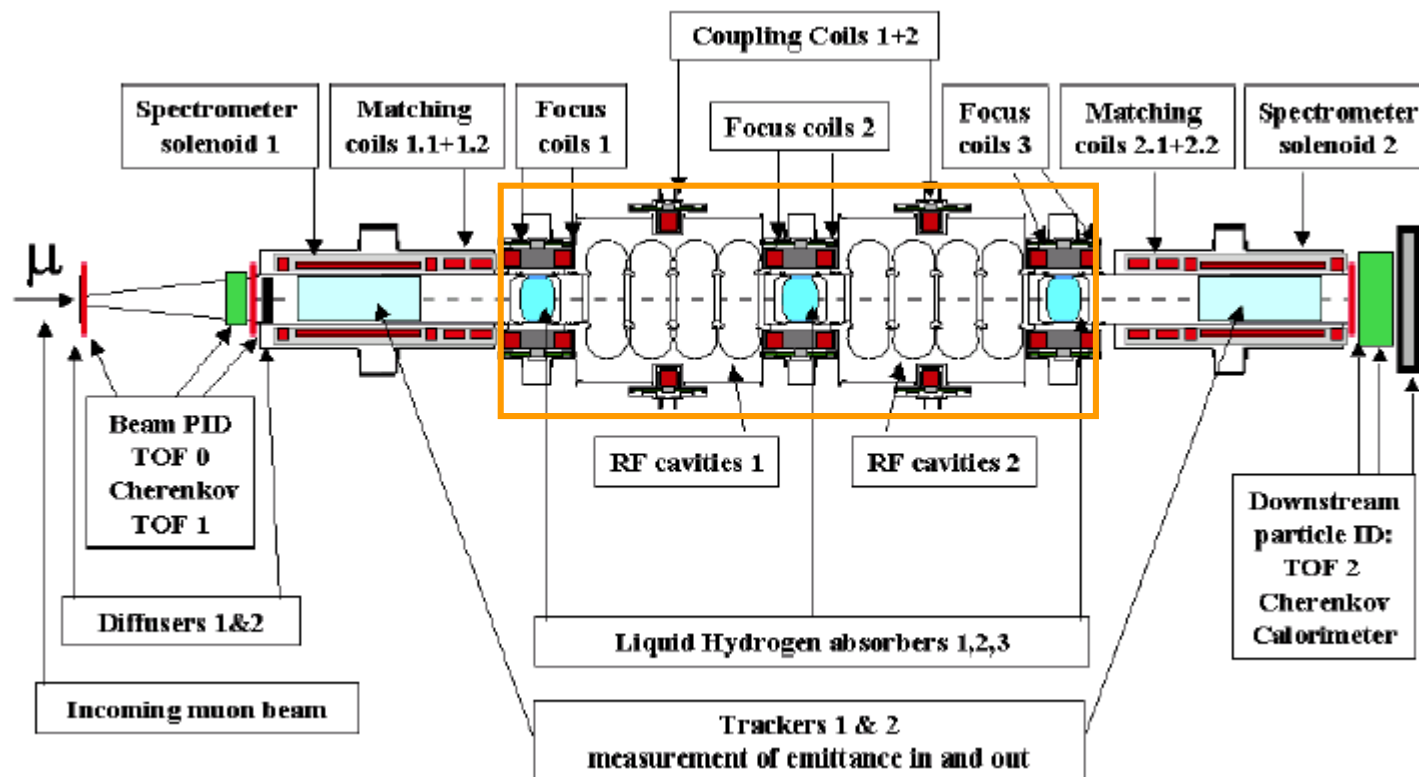 Coupling Coils 1+2
Spectrometer
solenoid 1
Matching
coils 1.1+1.2
Focus
coils 1
Focus coils 2
Focus
coils 3
Matching
coils 2.1+2.2
Spectrometer
solenoid 2
μ
Beam PID
TOF 0
Cherenkov
TOF 1
RF cavities 1
RF cavities 2
Downstream
particle ID:
TOF 2
Cherenkov
Calorimeter
Diffusers 1&2
Liquid Hydrogen absorbers 1,2,3
Incoming muon beam
Trackers 1 & 2
measurement of emittance in and out